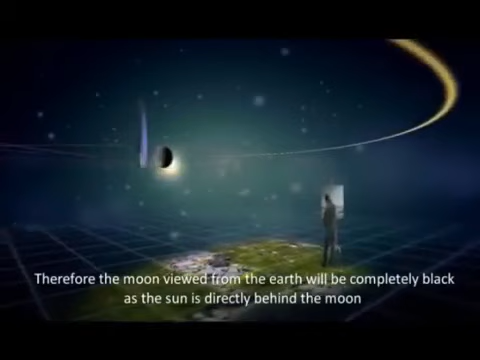 Therefore the moon viewed from the earth will be completely black
as the sun is directly behind the moon